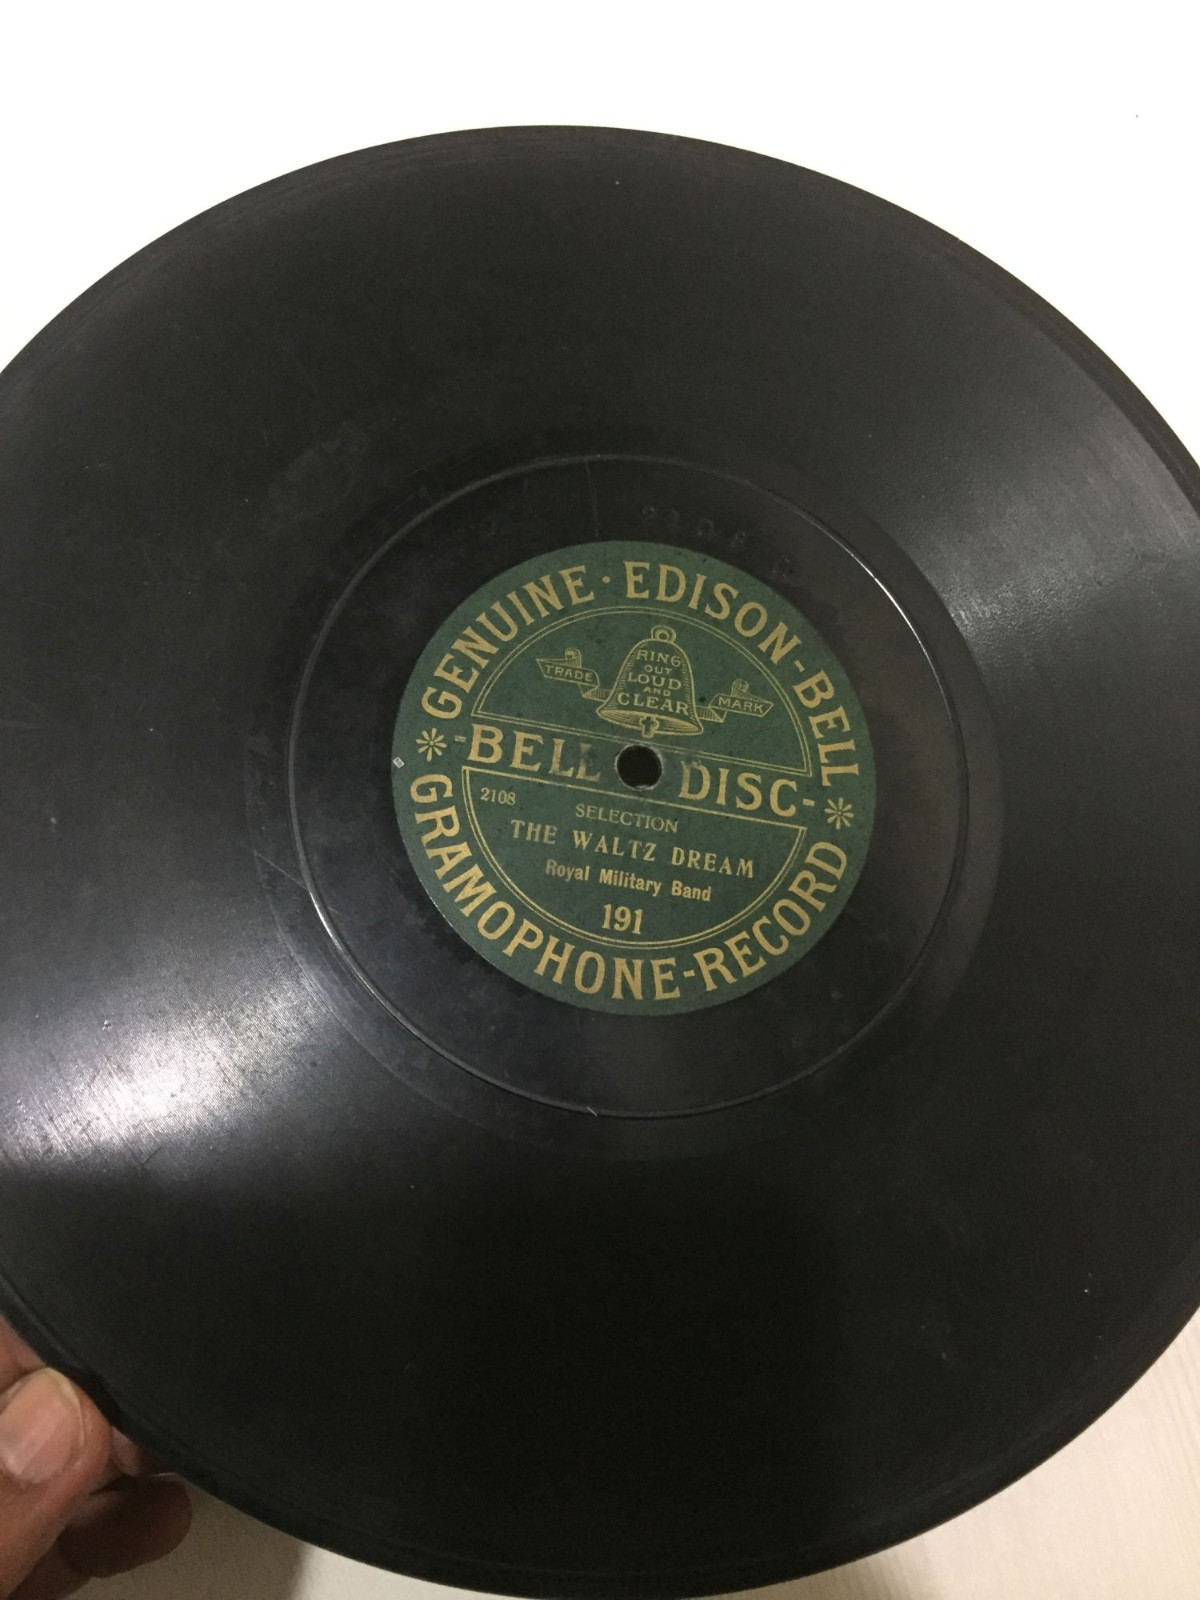 GENUINE · EDISON-BELL
TRADE
RING
OUT
LOUD
AND
CLEAR
MARK
-BELL DISC-
2108
SELECTION
THE WALTZ DREAM
Royal Military Band
191
GRAMOPHONE-RECORD